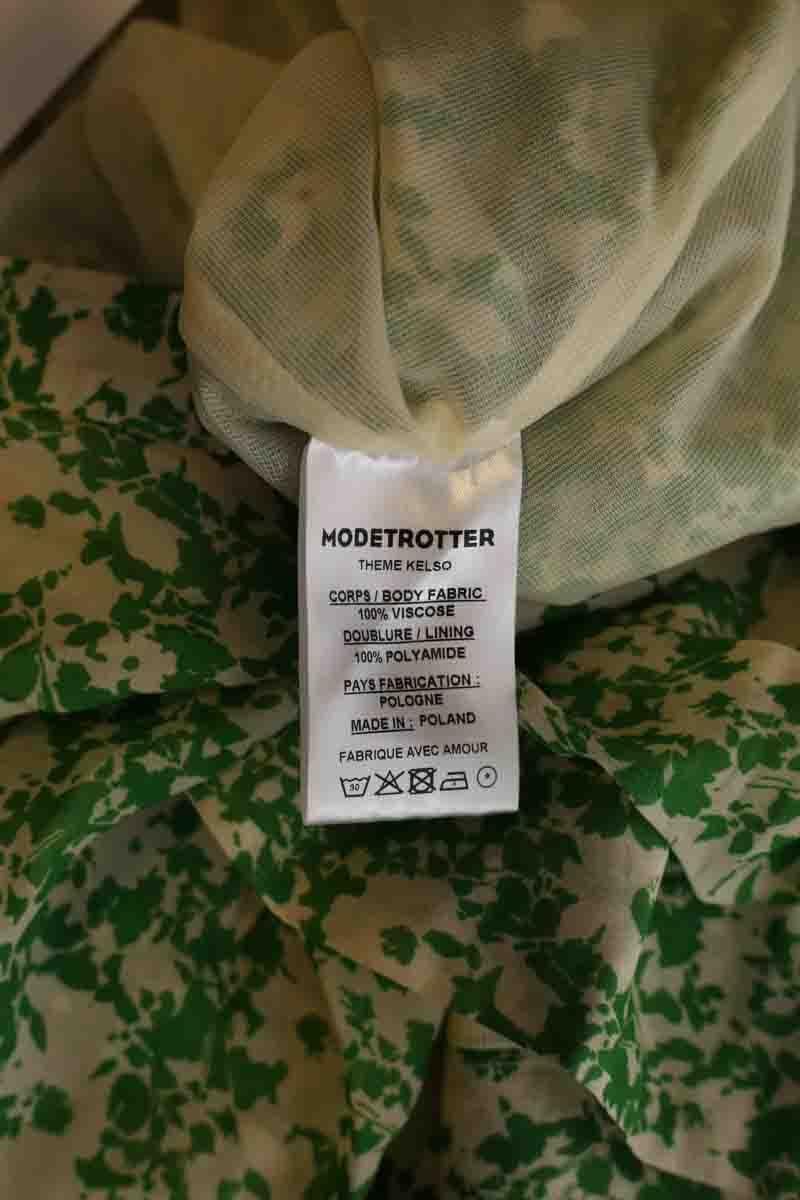 MODETROTTER
THEME KELSO
CORPS / BODY FABRIC
100% VISCOSE
DOUBLURE / LINING
100% POLYAMIDE
PAYS FABRICATION :
POLOGNE
MADE IN : POLAND
FABRIQUE AVEC AMOUR
30